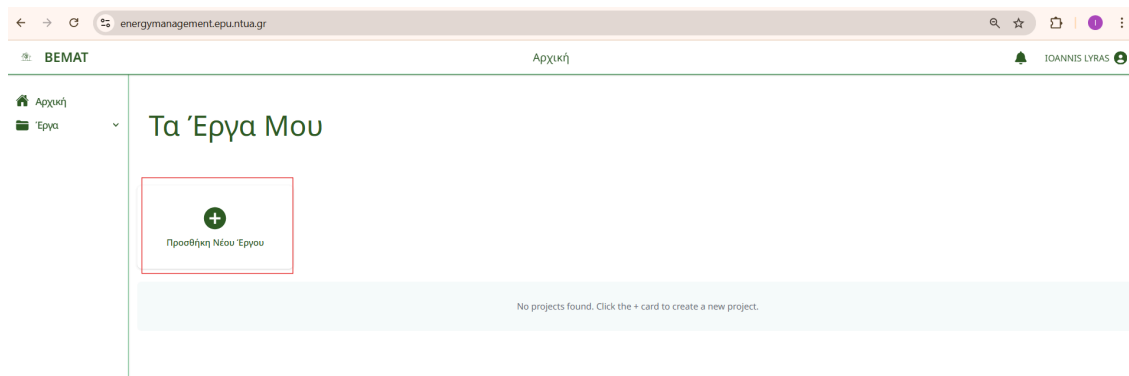 energymanagement.epu.ntua.gr
BEMAT
Αρχική
IOANNIS LYRAS
Αρχική
Έργα
Τα Έργα Μου
Προσθήκη Νέου Έργου
No projects found. Click the + card to create a new project.